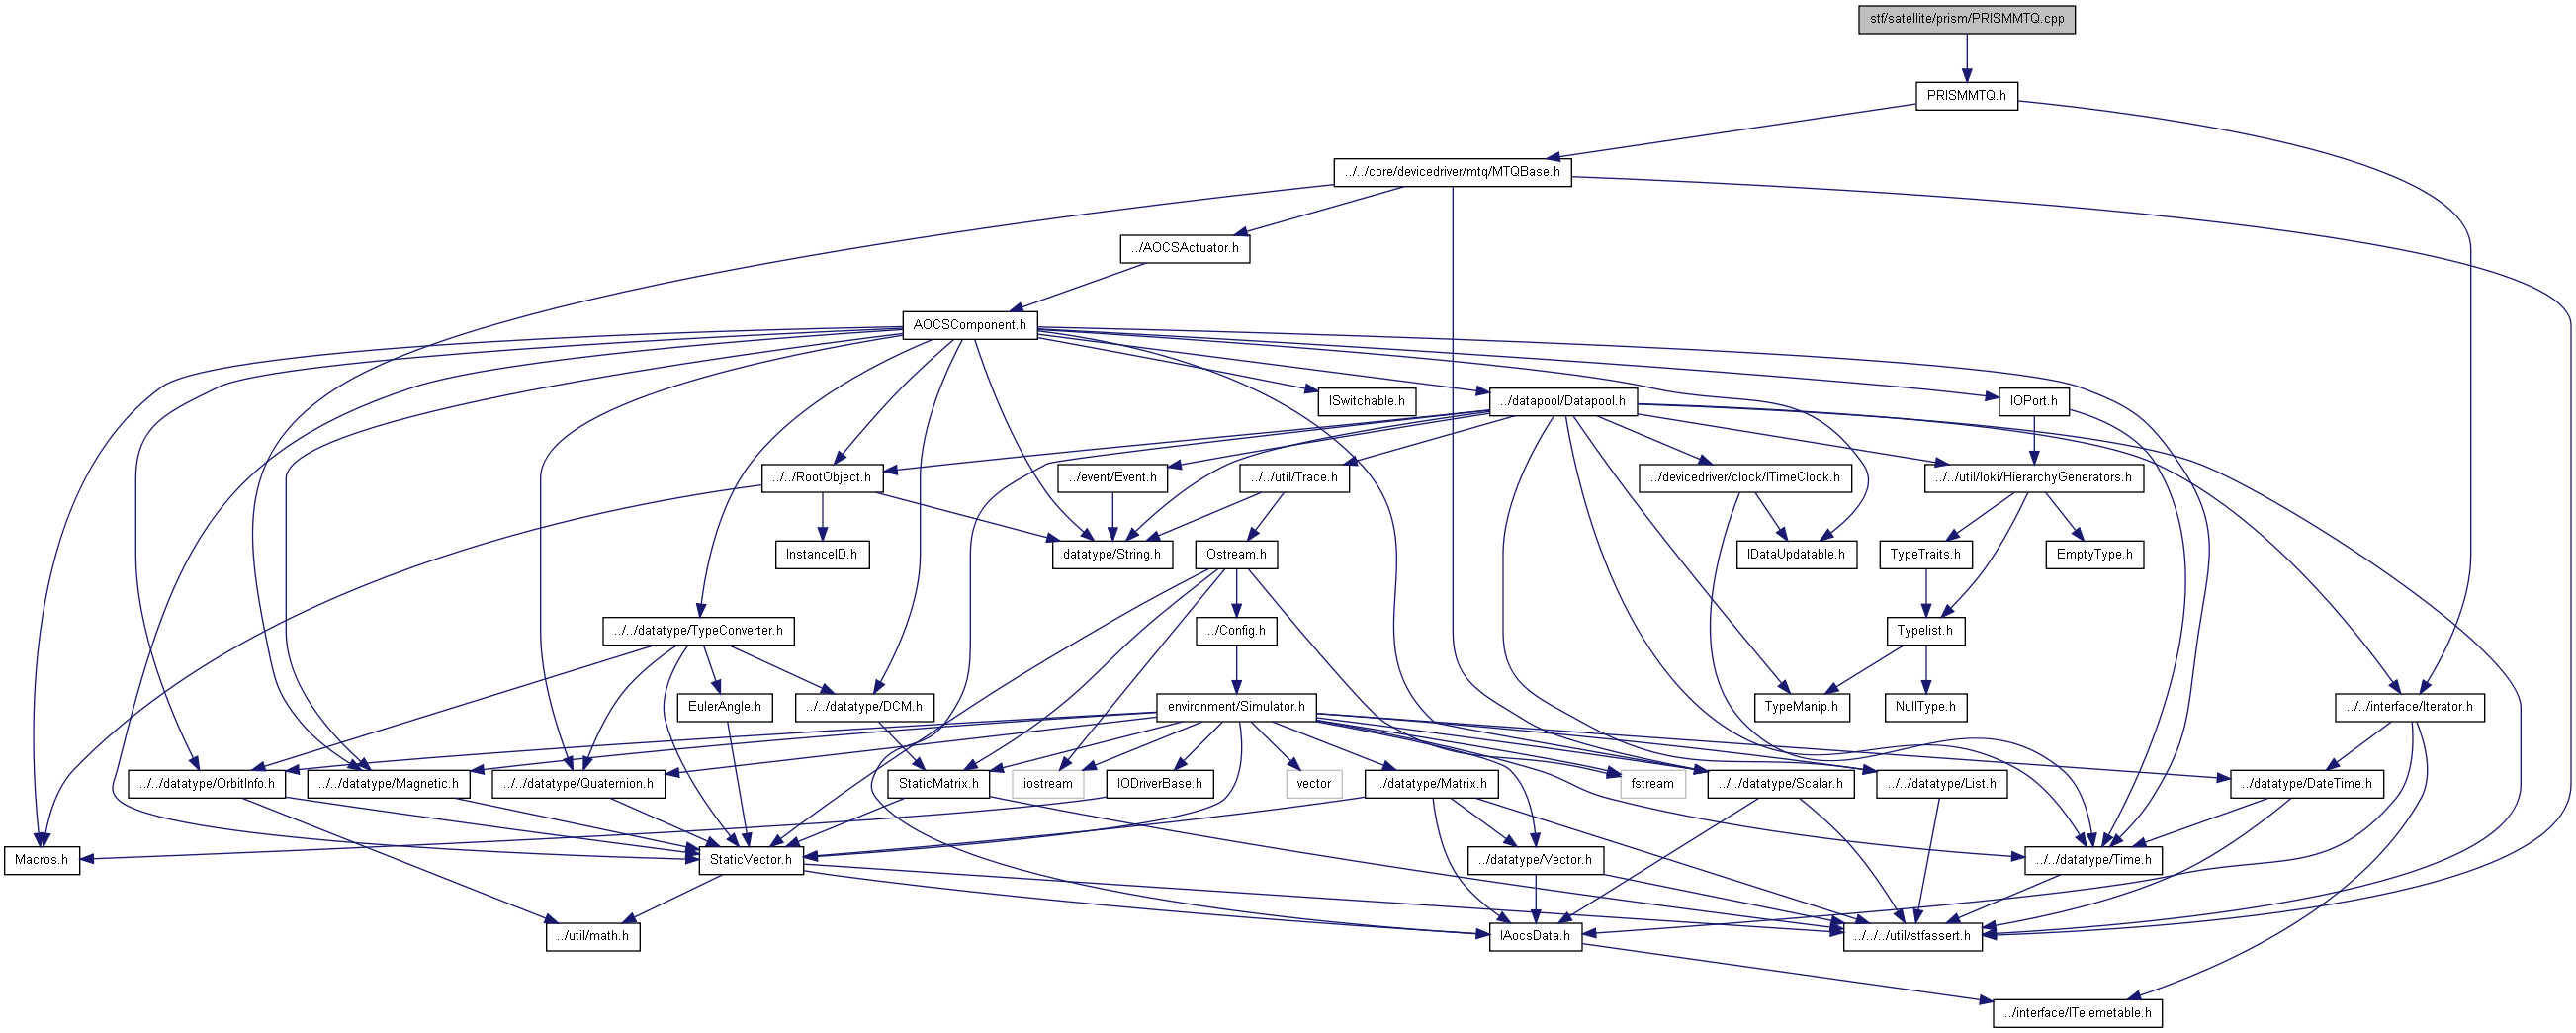 stf/satellite/prism/PRISMMTQ.cpp
PRISMMTQ.h
../../core/devicedriver/mtq/MTQBase.h
../AOCSActuator.h
AOCSComponent.h
ISwitchable.h
../datapool/Datapool.h
IOPort.h
../../RootObject.h
../event/Event.h
../../util/Trace.h
../devicedriver/clock/ITimeClock.h
../../util/loki/HierarchyGenerators.h
InstanceID.h
datatype/String.h
Ostream.h
IDataUpdatable.h
TypeTraits.h
EmptyType.h
../../datatype/TypeConverter.h
../Config.h
Typelist.h
EulerAngle.h
../../datatype/DCM.h
environment/Simulator.h
TypeManip.h
NullType.h
../../interface/Iterator.h
../../datatype/OrbitInfo.h
../../datatype/Magnetic.h
../../datatype/Quaternion.h
StaticMatrix.h
iostream
IODriverBase.h
vector
../datatype/Matrix.h
fstream
../../datatype/Scalar.h
../../datatype/List.h
../datatype/DateTime.h
Macros.h
StaticVector.h
../datatype/Vector.h
../../datatype/Time.h
../util/math.h
IAocsData.h
../../../util/stfassert.h
../interface/ITelemetable.h